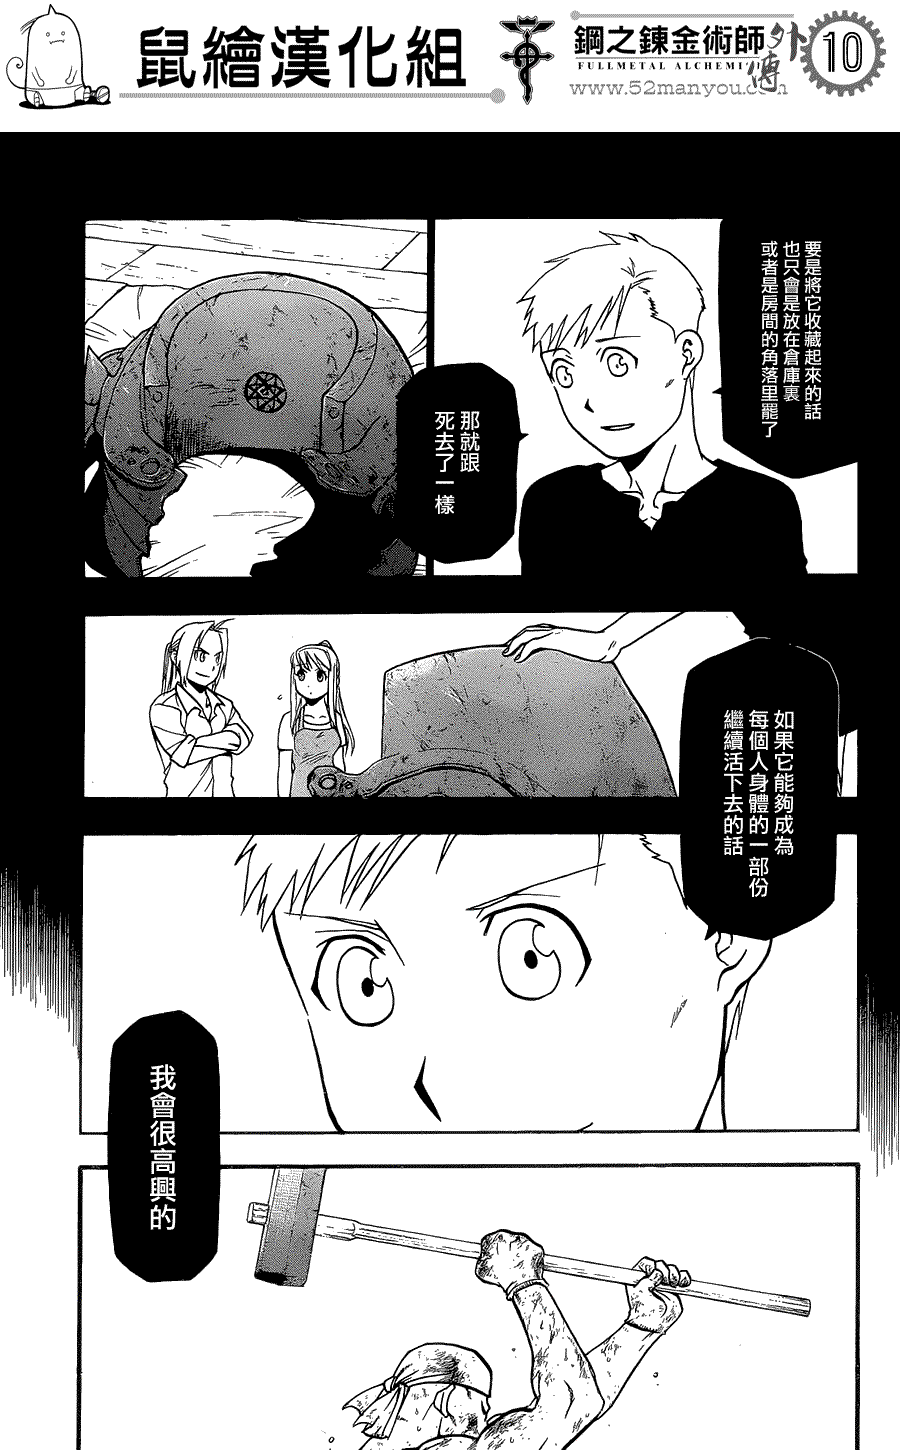 鼠繪漢化組
鋼之鍊金術師
外傳
FULLMETAL ALCHEMIST
www.52manyou.com
10
要是將它收藏起來的話
也只會是放在倉庫裏
或者是房間的角落里罷了
那就跟
死去了一樣
如果它能夠成為
每個人身體的一部份
繼續活下去的話
我會很高興的